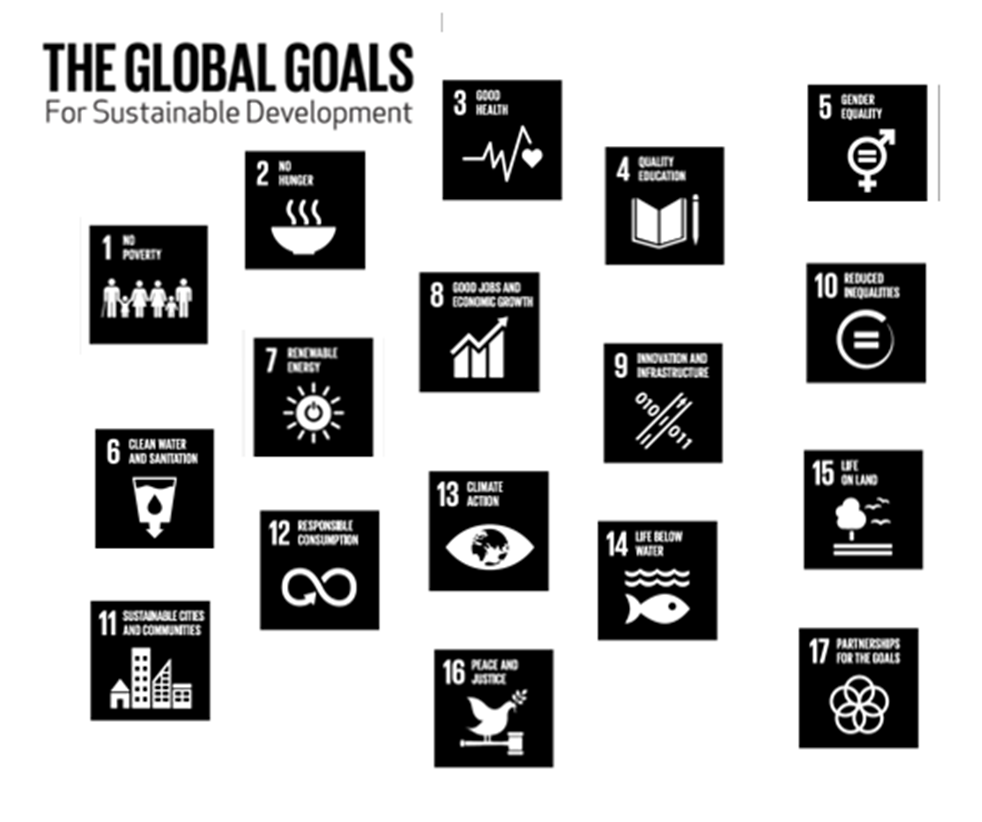 THE GLOBAL GOALS
For Sustainable Development
1 NO
POVERTY
2 NO
HUNGER
3 GOOD
HEALTH
4 QUALITY
EDUCATION
5 GENDER
EQUALITY
6 CLEAN WATER
AND SANITATION
7 RENEWABLE
ENERGY
8 GOOD JOBS AND
ECONOMIC GROWTH
9 INNOVATION AND
INFRASTRUCTURE
010
011
10 REDUCED
INEQUALITIES
11 SUSTAINABLE CITIES
AND COMMUNITIES
12 RESPONSIBLE
CONSUMPTION
13 CLIMATE
ACTION
14 LIFE BELOW
WATER
15 LIFE
ON LAND
16 PEACE AND
JUSTICE
17 PARTNERSHIPS
FOR THE GOALS